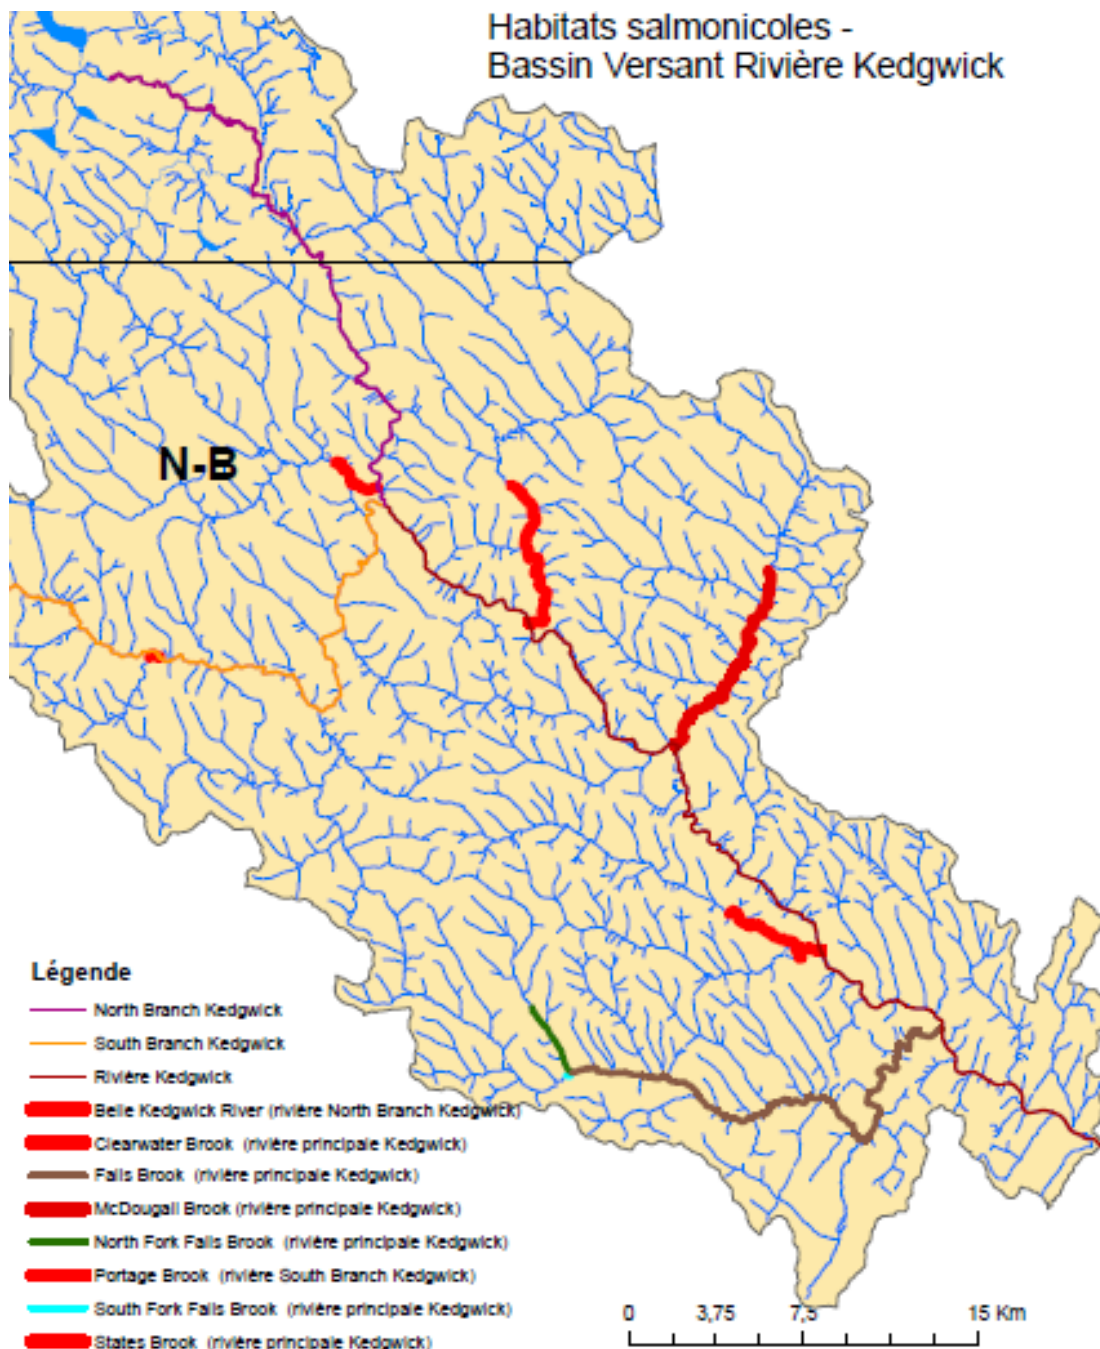 Habitats salmonicoles -
Bassin Versant Rivière Kedgwick
N-B
Légende
North Branch Kedgwick
South Branch Kedgwick
Rivière Kedgwick
Belle Kedgwick River (rivière North Branch Kedgwick)
Clearwater Brook (rivière principale Kedgwick)
Falls Brook (rivière principale Kedgwick)
McDougall Brook (rivière principale Kedgwick)
North Fork Falls Brook (rivière principale Kedgwick)
Portage Brook (rivière South Branch Kedgwick)
South Fork Falls Brook (rivière principale Kedgwick)
States Brook (rivière principale Kedgwick)
0 3,75 7,5 15 Km